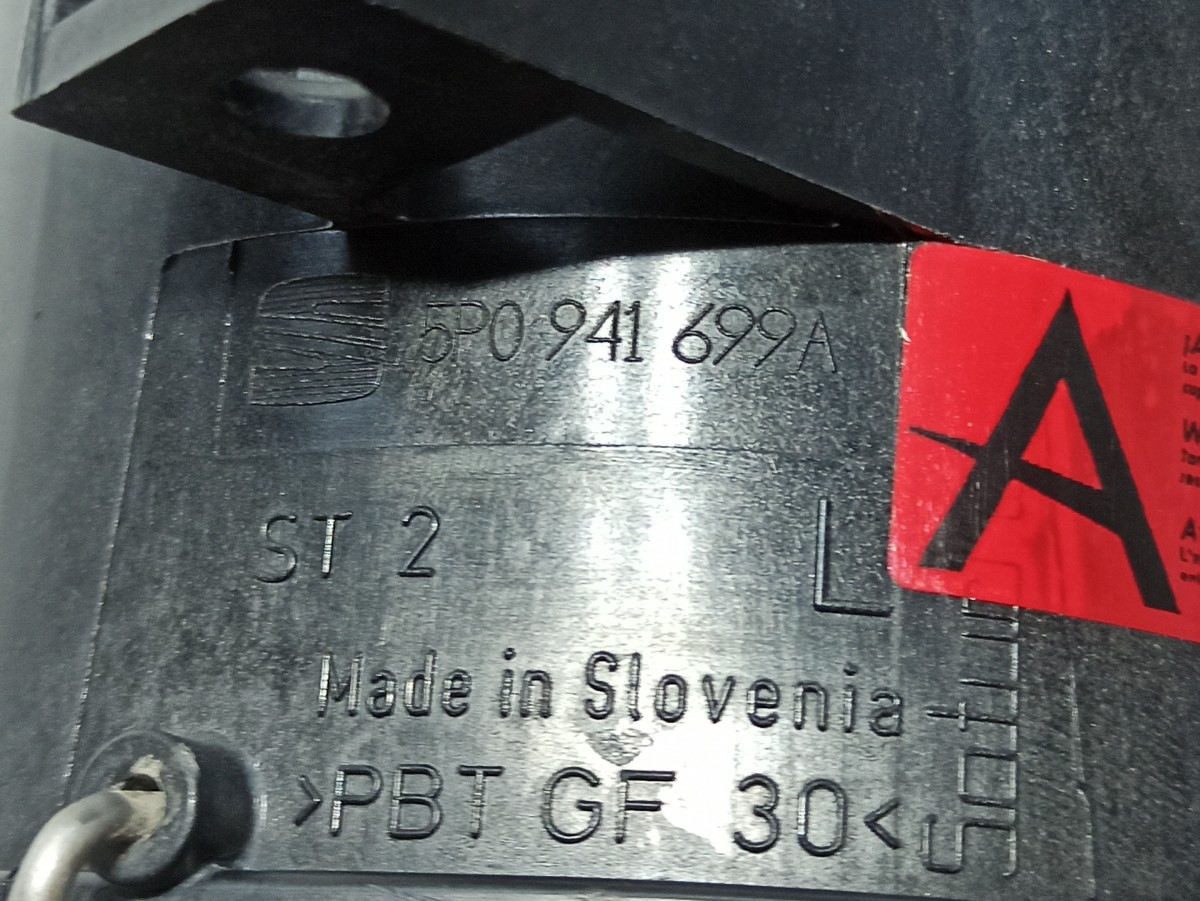 5P0 941 699A
ST 2
L
Made in Slovenia
>PBT GF 30<
A
W
A